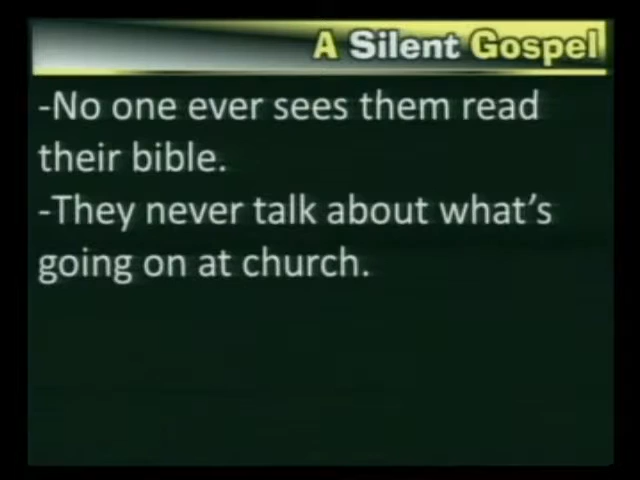 A Silent Gospel
-No one ever sees them read
their bible.
-They never talk about what's
going on at church.